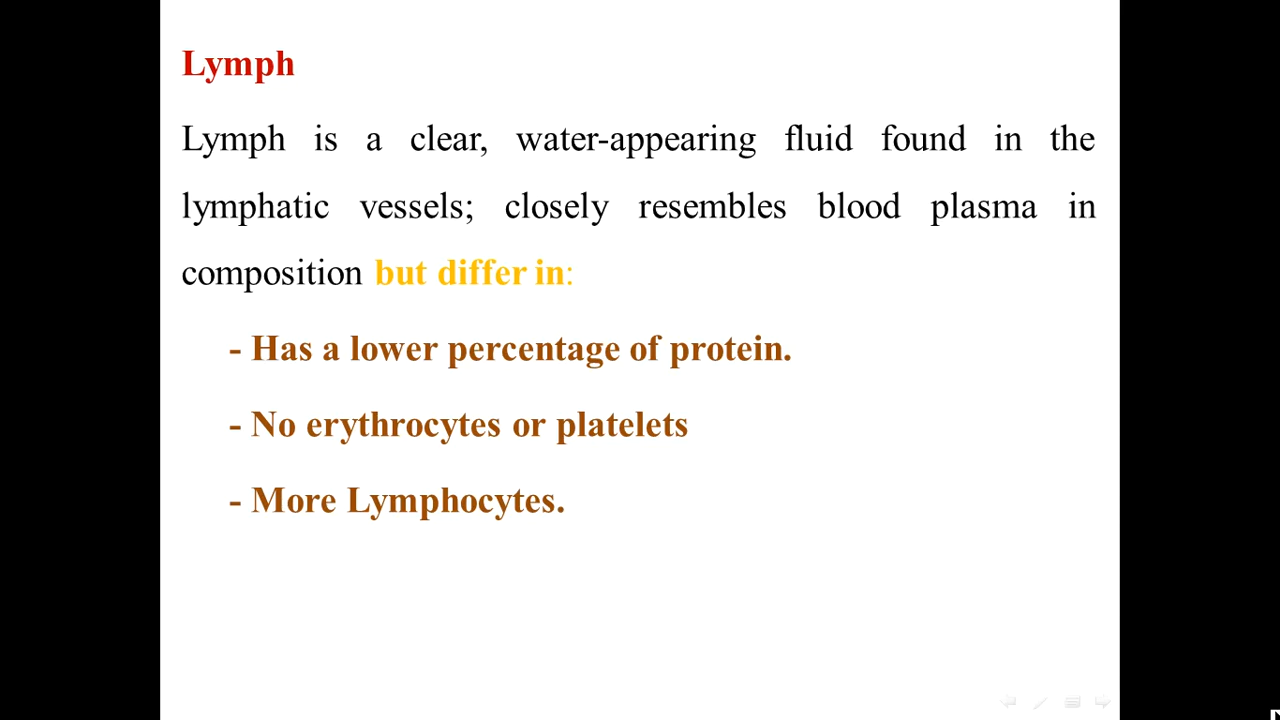 Lymph
Lymph is a clear, water-appearing fluid found in the
lymphatic vessels; closely resembles blood plasma in
composition but differ in:
- Has a lower percentage of protein.
- No erythrocytes or platelets
- More Lymphocytes.